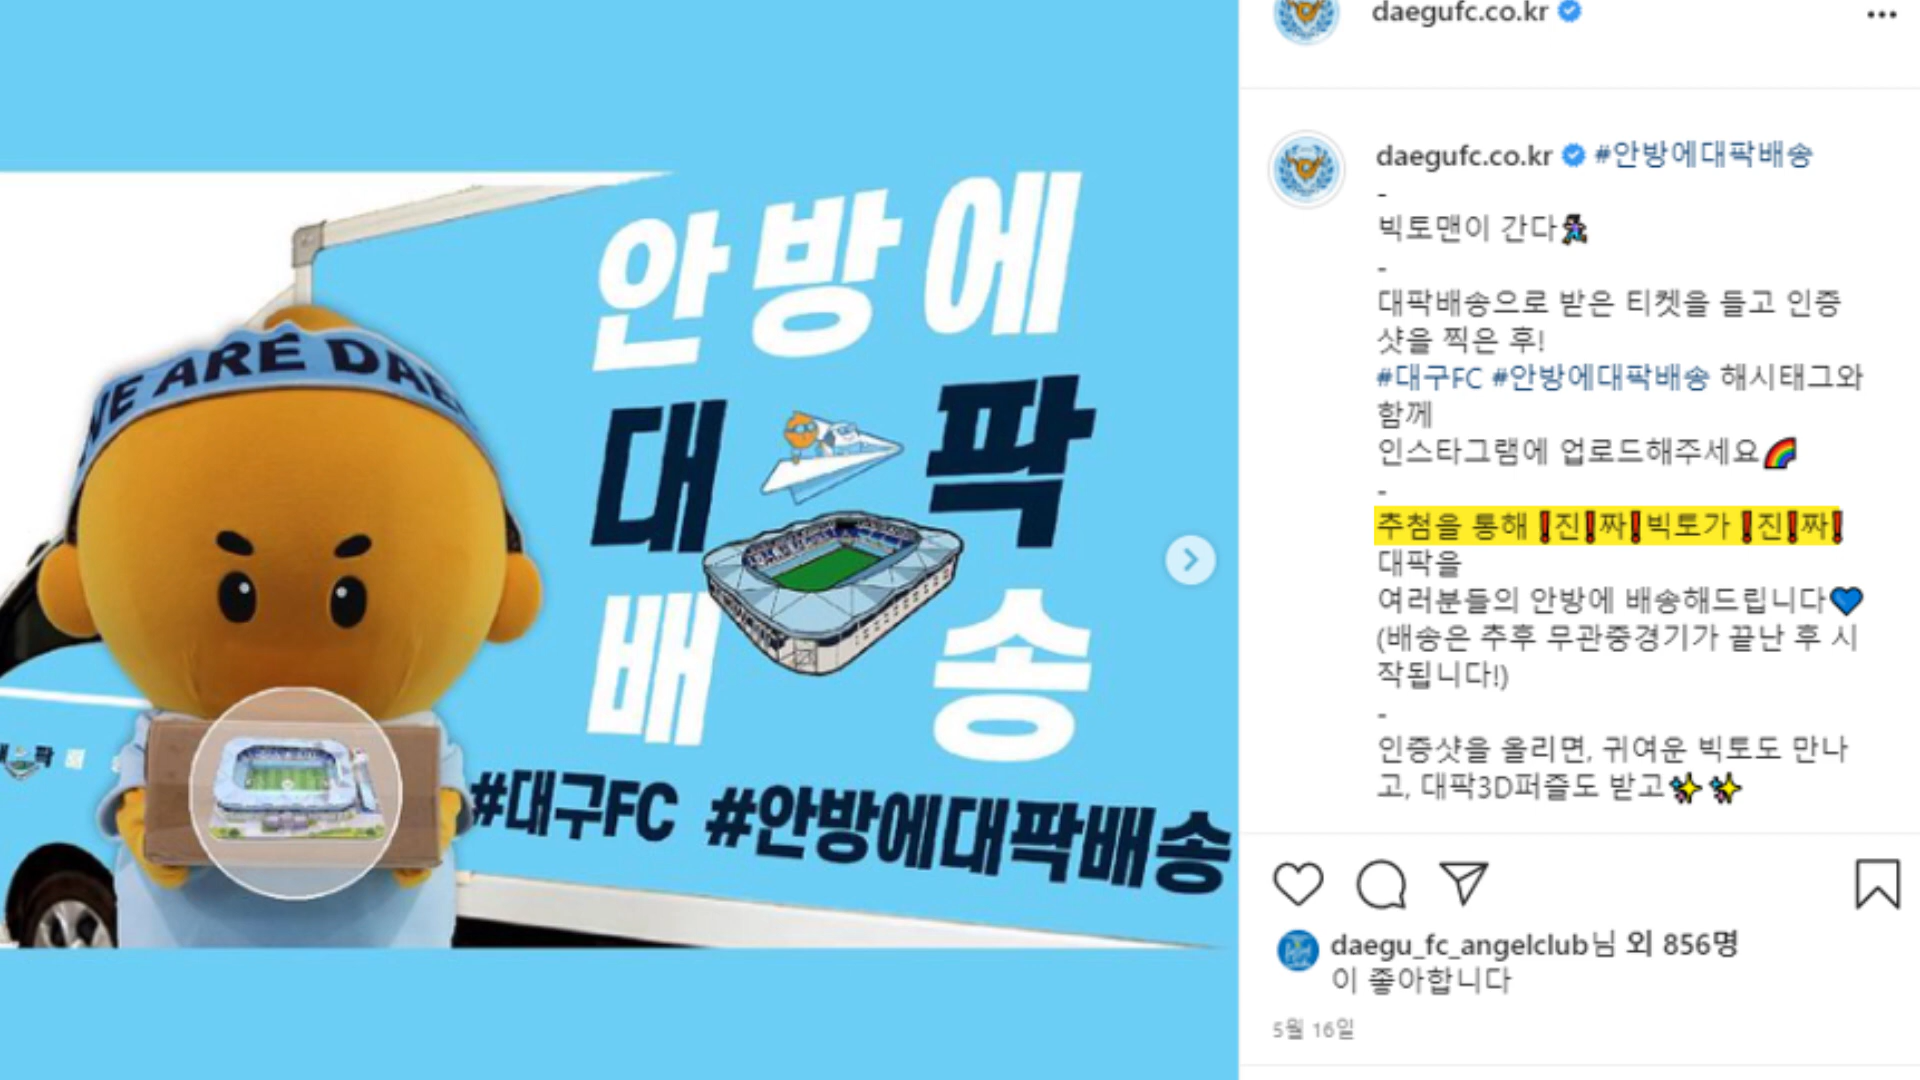 WE ARE DAE
안방에
대팍
배송
#대구FC #안방에대팍배송
daegufc.co.kr
daegufc.co.kr #안방에대팍배송
-
빅토맨이 간다
-
대팍배송으로 받은 티켓을 들고 인증
샷을 찍은 후!
#대구FC #안방에대팍배송 해시태그와
함께
인스타그램에 업로드해주세요🌈
-
추첨을 통해 ❗진❗짜❗빅토가 ❗진❗짜❗
대팍을
여러분들의 안방에 배송해드립니다💙
(배송은 추후 무관중경기가 끝난 후 시
작됩니다!)
-
인증샷을 올리면, 귀여운 빅토도 만나
고, 대팍3D퍼즐도 받고✨✨
daegu_fc_angelclub님 외 856명
이 좋아합니다
5월 16일